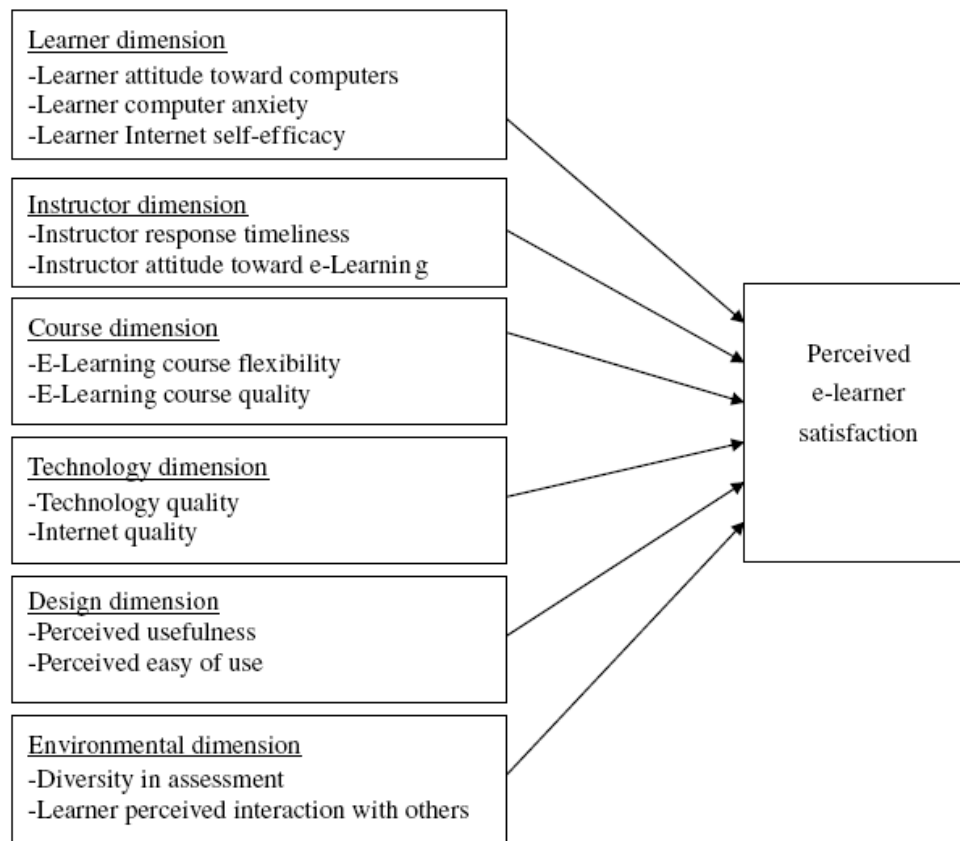 Learner dimension
-Learner attitude toward computers
-Learner computer anxiety
-Learner Internet self-efficacy
Instructor dimension
-Instructor response timeliness
-Instructor attitude toward e-Learning
Course dimension
-E-Learning course flexibility
-E-Learning course quality
Technology dimension
-Technology quality
-Internet quality
Design dimension
-Perceived usefulness
-Perceived easy of use
Environmental dimension
-Diversity in assessment
-Learner perceived interaction with others
Perceived
e-learner
satisfaction